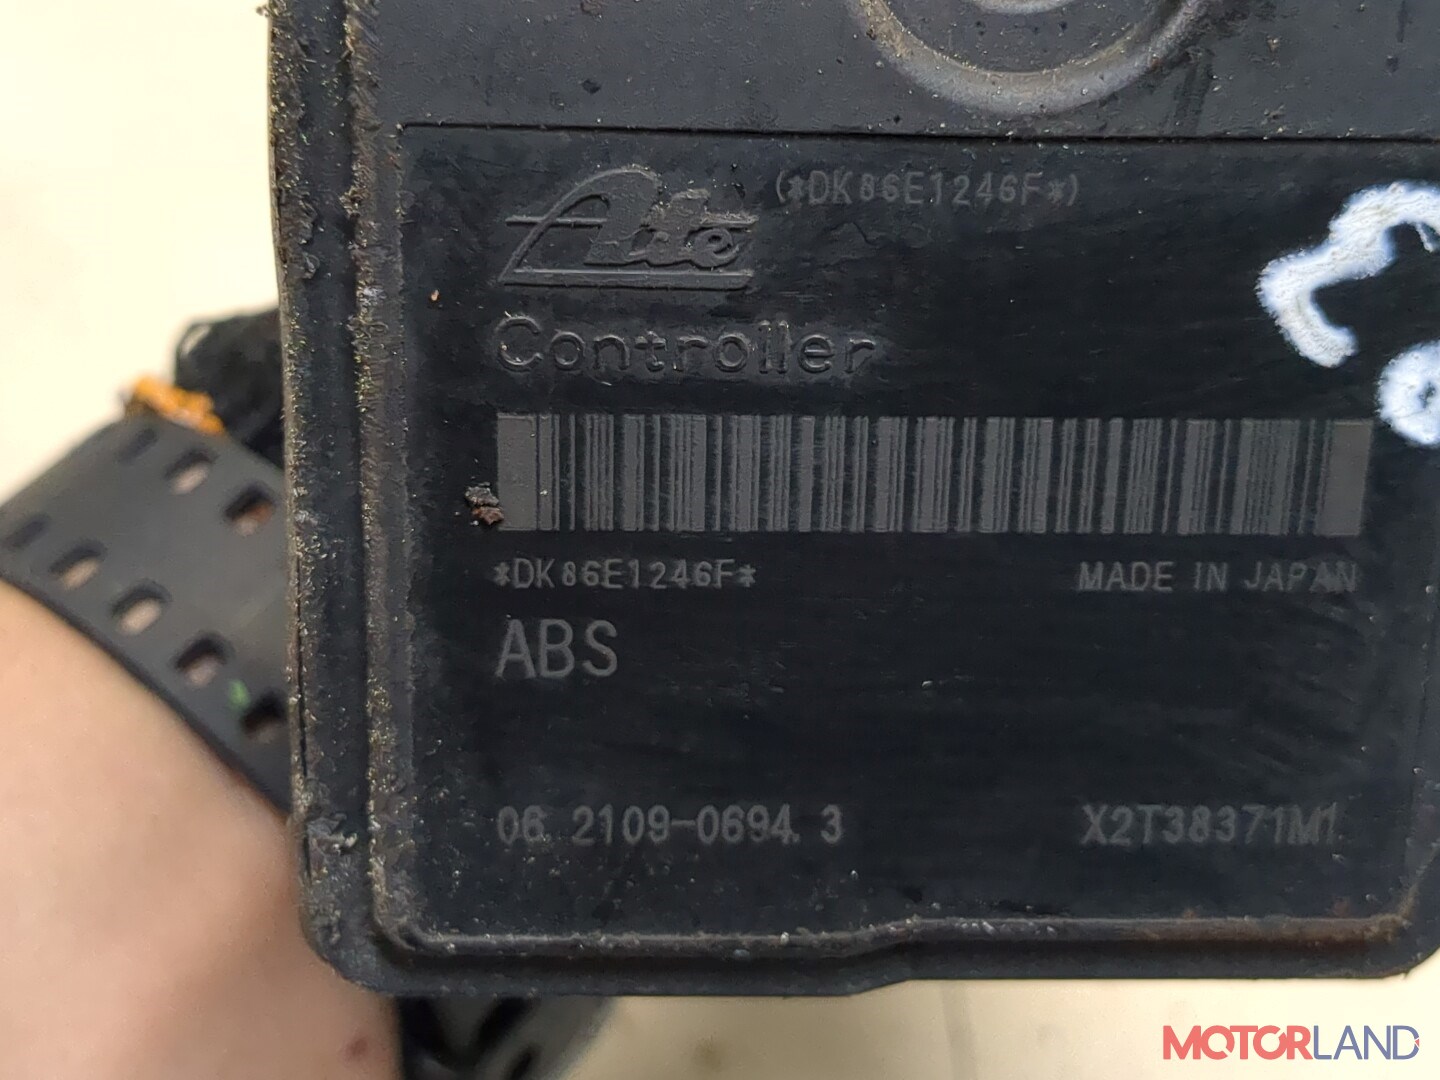 (*DK86E1246F*)
Ate
Controller
*DK86E1246F*
MADE IN JAPAN
ABS
06.2109-0694.3
X2T38371M1
MOTORLAND